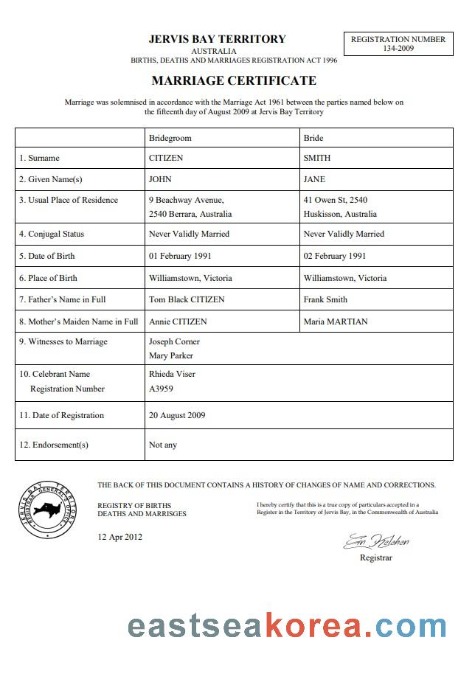 JERVIS BAY TERRITORY
AUSTRALIA
BIRTHS, DEATHS AND MARRIAGES REGISTRATION ACT 1996
REGISTRATION NUMBER
134-2009
MARRIAGE CERTIFICATE
Marriage was solemnised in accordance with the Marriage Act 1961 between the parties named below on
the fifteenth day of August 2009 at Jervis Bay Territory
Bridegroom Bride
1. Surname CITIZEN SMITH
2. Given Name(s) JOHN JANE
3. Usual Place of Residence 9 Beachway Avenue, 41 Owen St, 2540
2540 Berrara, Australia Huskisson, Australia
4. Conjugal Status Never Validly Married Never Validly Married
5. Date of Birth 01 February 1991 02 February 1991
6. Place of Birth Williamstown, Victoria Williamstown, Victoria
7. Father's Name in Full Tom Black CITIZEN Frank Smith
8. Mother's Maiden Name in Full Annie CITIZEN Maria MARTIAN
9. Witnesses to Marriage Joseph Corner
Mary Parker
10. Celebrant Name Rhieda Viser
Registration Number A3959
11. Date of Registration 20 August 2009
12. Endorsement(s) Not any
THE BACK OF THIS DOCUMENT CONTAINS A HISTORY OF CHANGES OF NAME AND CORRECTIONS.
REGISTRY OF BIRTHS
DEATHS AND MARRISGES
I hereby certify that this is a true copy of particulars accepted in a
Register in the Territory of Jervis Bay, in the Commonwealth of Australia
12 Apr 2012
Registrar
eastseakorea.com